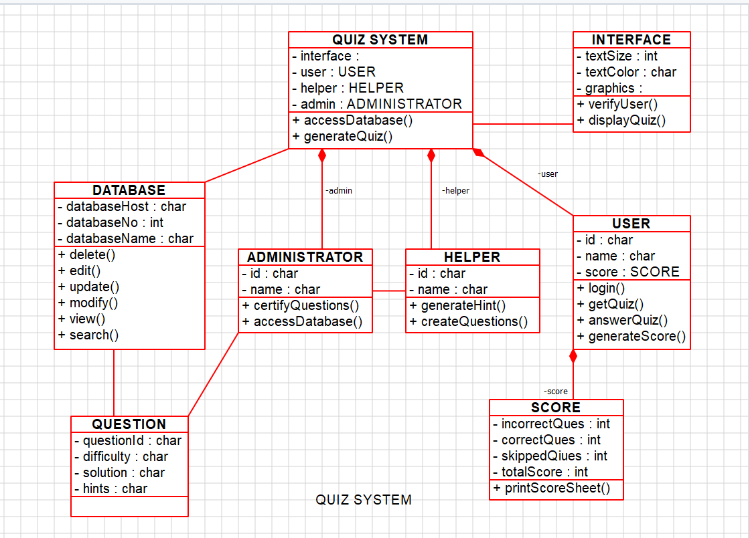 QUIZ SYSTEM
- interface :
- user : USER
- helper : HELPER
- admin : ADMINISTRATOR
+ accessDatabase()
+ generateQuiz()
INTERFACE
- textSize : int
- textColor : char
- graphics :
+ verifyUser()
+ displayQuiz()
-admin
-helper
-user
DATABASE
- databaseHost : char
- databaseNo : int
- databaseName : char
+ delete()
+ edit()
+ update()
+ modify()
+ view()
+ search()
ADMINISTRATOR
- id : char
- name : char
+ certifyQuestions()
+ accessDatabase()
HELPER
- id : char
- name : char
+ generateHint()
+ createQuestions()
USER
- id : char
- name : char
- score : SCORE
+ login()
+ getQuiz()
+ answerQuiz()
+ generateScore()
-score
QUESTION
- questionId : char
- difficulty : char
- solution : char
- hints : char
SCORE
- incorrectQues : int
- correctQues : int
- skippedQiues : int
- totalScore : int
+ printScoreSheet()
QUIZ SYSTEM